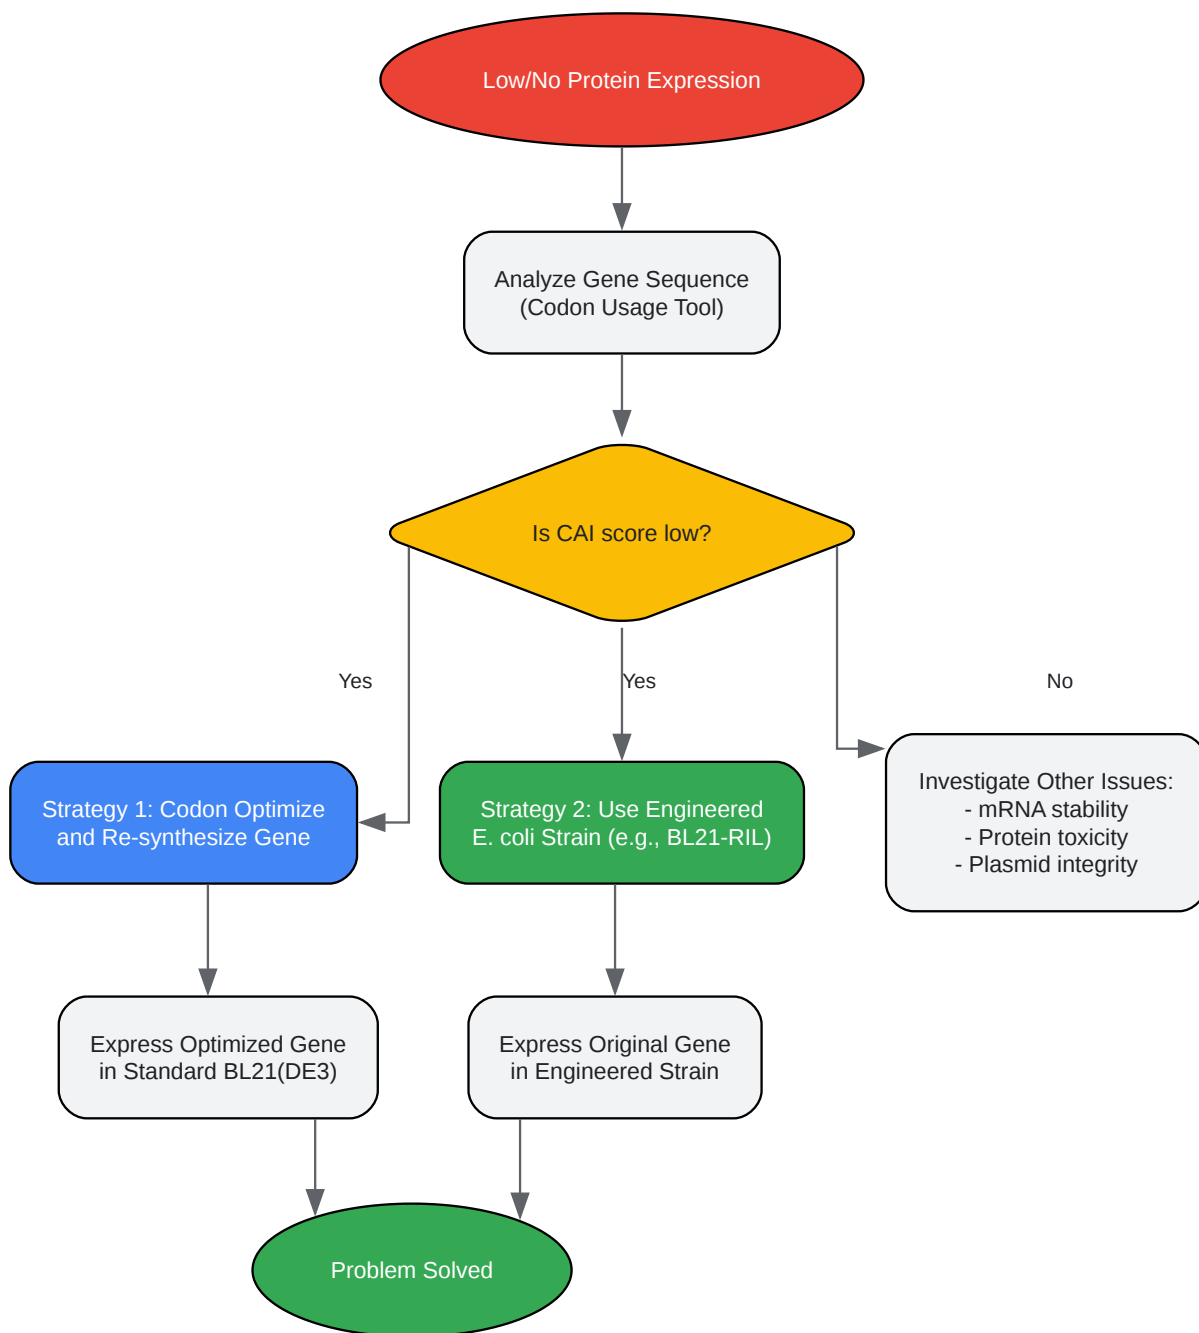 Low/No Protein Expression
Analyze Gene Sequence
(Codon Usage Tool)
Is CAI score low?
Yes
Yes
No
Strategy 1: Codon Optimize
and Re-synthesize Gene
Strategy 2: Use Engineered
E. coli Strain (e.g., BL21-RIL)
Investigate Other Issues:
- mRNA stability
- Protein toxicity
- Plasmid integrity
Express Optimized Gene
in Standard BL21(DE3)
Express Original Gene
in Engineered Strain
Problem Solved